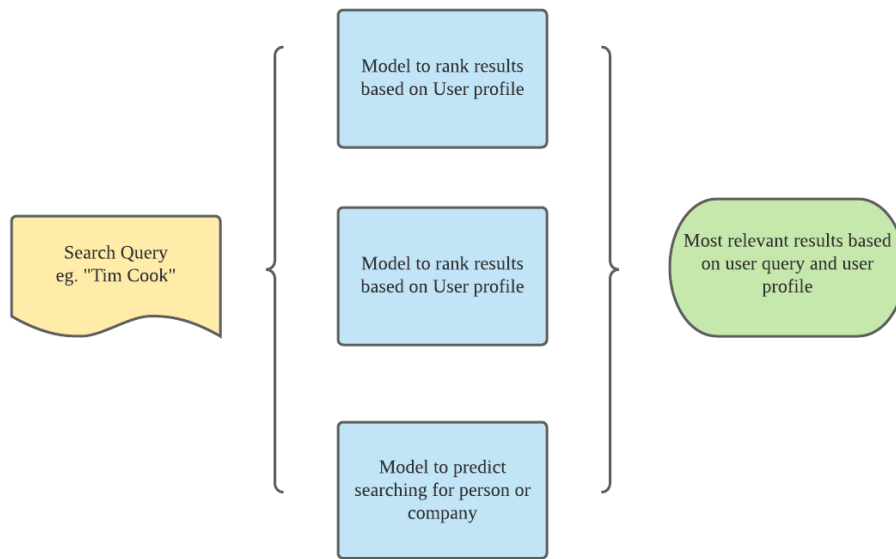 Model to rank results
based on User profile
Search Query
eg. "Tim Cook"
Model to rank results
based on User profile
Most relevant results based
on user query and user
profile
Model to predict
searching for person or
company